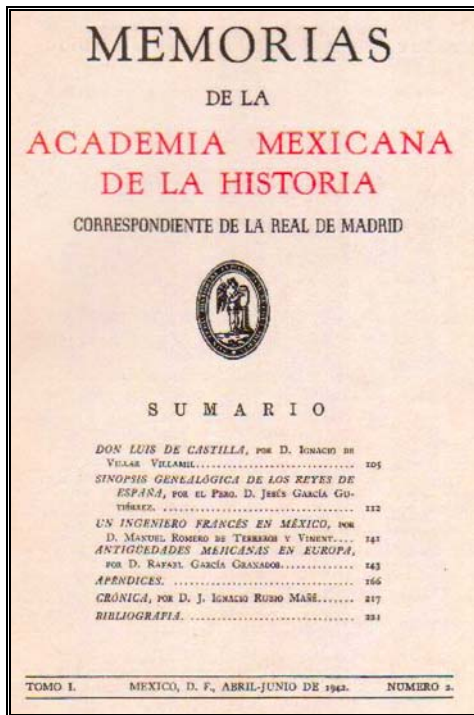 MEMORIAS
DE LA
ACADEMIA MEXICANA
DE LA HISTORIA
CORRESPONDIENTE DE LA REAL DE MADRID
SUMARIO
DON LUIS DE CASTILLA, POR D. IGNACIO DE
VILLAR VILLAMIL........................... 105
SINOPSIS GENEALÓGICA DE LOS REYES DE
ESPAÑA, POR EL PBRO. D. JESÚS GARCÍA GU-
TIÉRREZ................................... 112
UN INGENIERO FRANCÉS EN MÉXICO, POR
D. MANUEL ROMERO DE TERREROS Y VINENT.... 141
ANTIGÜEDADES MEJICANAS EN EUROPA,
POR D. RAFAEL GARCÍA GRANADOS............. 143
APÉNDICES. ............................... 166
CRÓNICA, POR D. J. IGNACIO RUBIO MAÑÉ....... 217
BIBLIOGRAFIA. ............................ 221
TOMO I. MEXICO, D. F., ABRIL-JUNIO DE 1942. NUMERO 2.